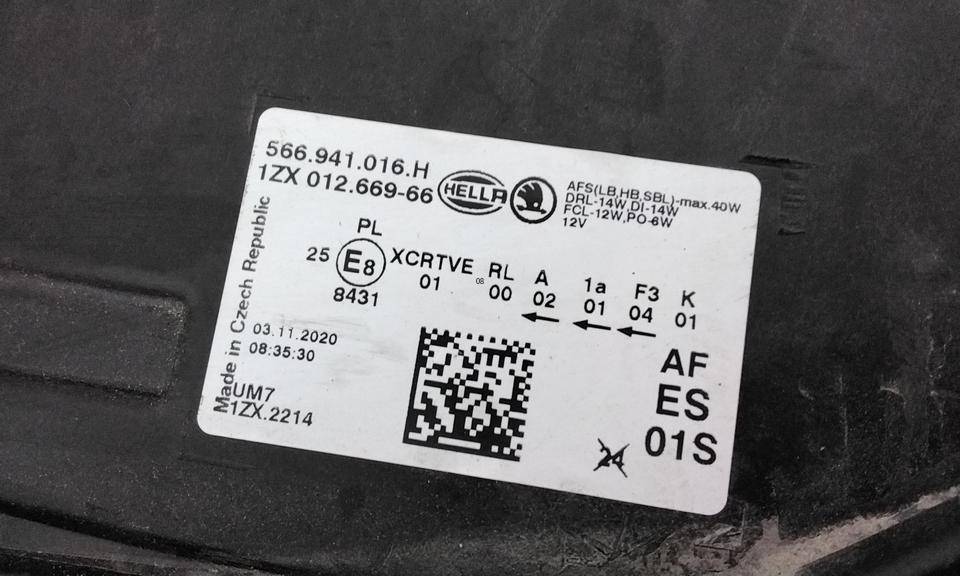 566.941.016.H
1ZX 012.669-66
HELLA
AFS(LB,HB,SBL)-max.40W
DRL-14W,DI-14W
FCL-12W,PO-6W
12V
PL
25 E8 XCRTVE 08 RL A 1a F3 K
8431 01 00 02 01 04 01
Made in Czech Republic
03.11.2020
08:35:30
UM7
1ZX.2214
AF
ES
01S
24